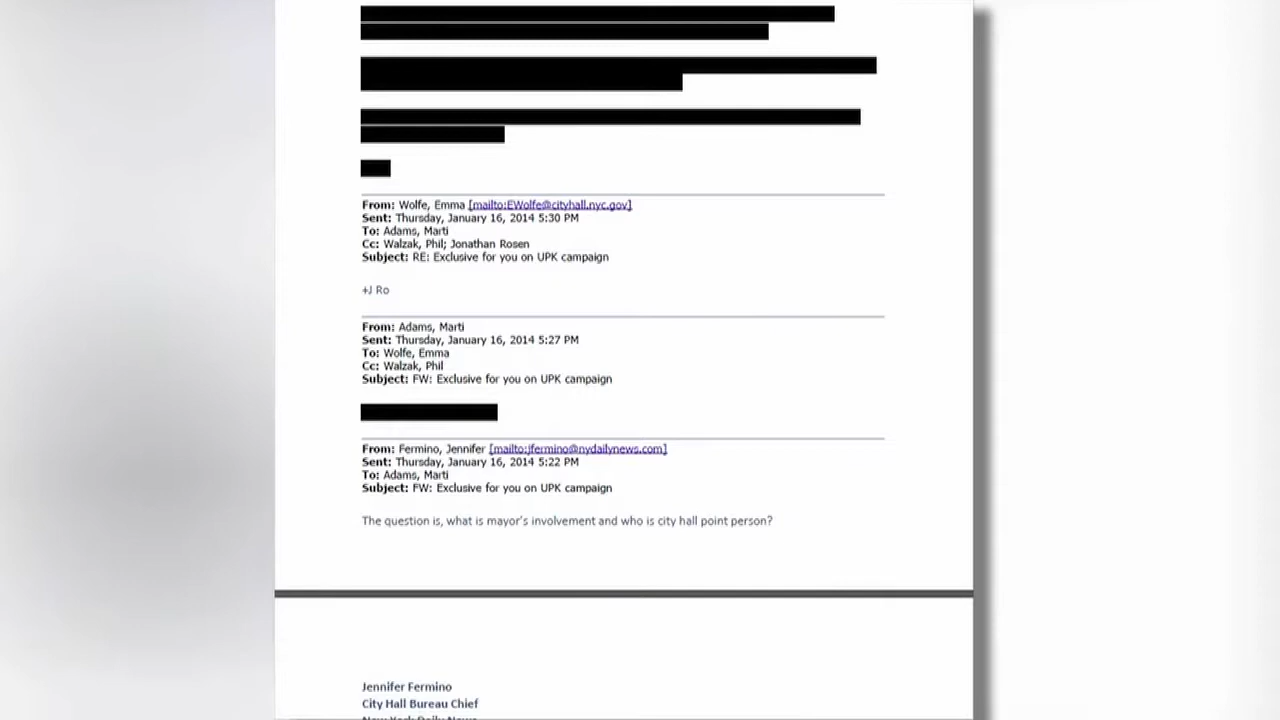 From: Wolfe, Emma [mailto:EWolfe@cityhall.nyc.gov]
Sent: Thursday, January 16, 2014 5:30 PM
To: Adams, Marti
Cc: Walzak, Phil; Jonathan Rosen
Subject: RE: Exclusive for you on UPK campaign
+J Ro
From: Adams, Marti
Sent: Thursday, January 16, 2014 5:27 PM
To: Wolfe, Emma
Cc: Walzak, Phil
Subject: FW: Exclusive for you on UPK campaign
From: Fermino, Jennifer [mailto:jfermino@nydailynews.com]
Sent: Thursday, January 16, 2014 5:22 PM
To: Adams, Marti
Subject: FW: Exclusive for you on UPK campaign
The question is, what is mayor's involvement and who is city hall point person?
Jennifer Fermino
City Hall Bureau Chief
New York Daily News